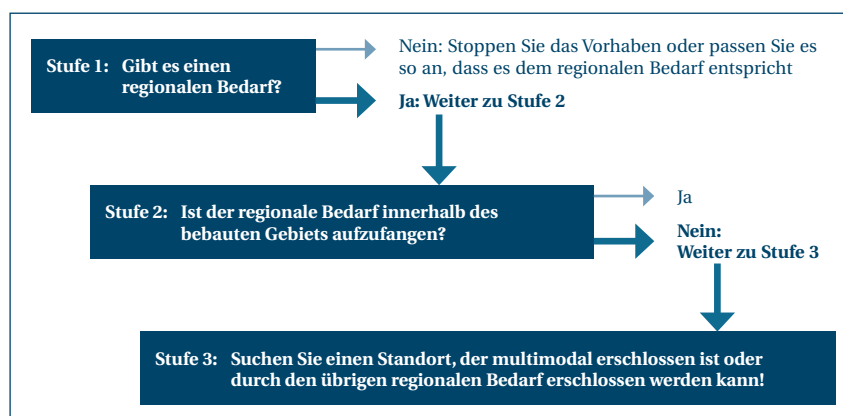 Stufe 1: Gibt es einen
regionalen Bedarf?
Nein: Stoppen Sie das Vorhaben oder passen Sie es
so an, dass es dem regionalen Bedarf entspricht
Ja: Weiter zu Stufe 2
Stufe 2: Ist der regionale Bedarf innerhalb des
bebauten Gebiets aufzufangen?
Ja
Nein:
Weiter zu Stufe 3
Stufe 3: Suchen Sie einen Standort, der multimodal erschlossen ist oder
durch den übrigen regionalen Bedarf erschlossen werden kann!